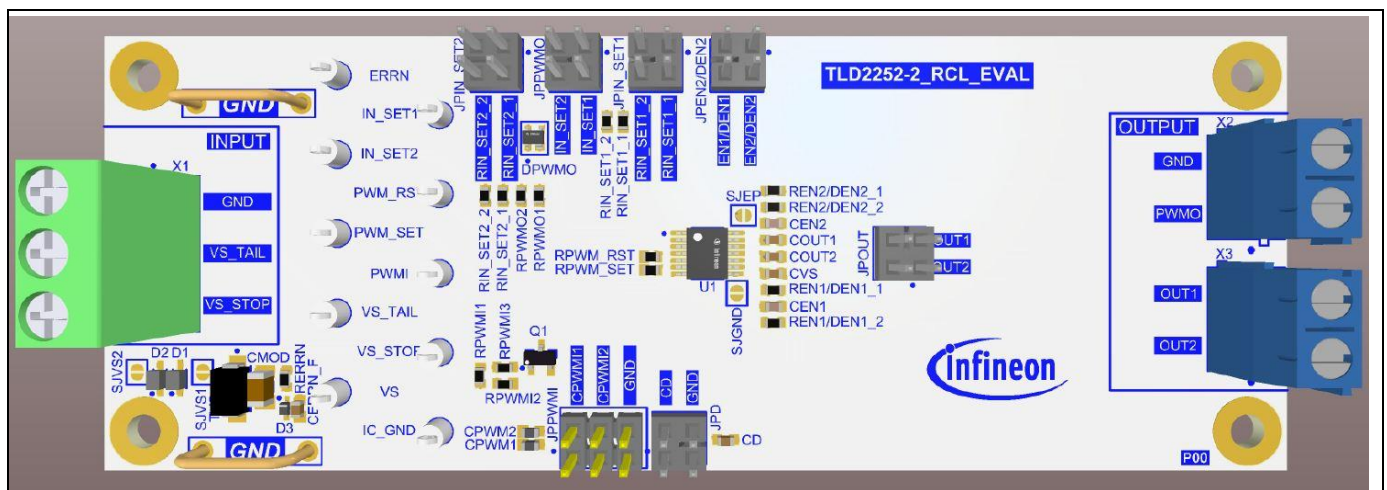 TLD2252-2_RCL_EVAL
JPIN_SET2
RIN_SET2_2
RIN_SET2_1
JPPWMO
IN_SET2
IN_SET1
JPIN_SET1
RIN_SET1_2
RIN_SET1_1
JPEN2/DEN2
EN1/DEN1
EN2/DEN2
GND
INPUT
X1
GND
VS_TAIL
VS_STOP
ERRN
IN_SET1
IN_SET2
PWM_RS
PWM_SET
PWMI
VS_TAIL
VS_STOP
VS
IC_GND
DPWMO
RIN_SET1_2
RIN_SET1_1
RIN_SET2_2
RIN_SET2_1
RPWMO2
RPWMO1
RPWM_RST
RPWM_SET
SJEP
infineon
U1
SJGND
REN2/DEN2_1
REN2/DEN2_2
CEN2
COUT1
COUT2
CVS
REN1/DEN1_1
CEN1
REN1/DEN1_2
JPOUT
OUT1
OUT2
OUTPUT
X2
GND
PWMO
X3
OUT1
OUT2
infineon
P00
RPWMI1
RPWMI3
Q1
RPWMI2
CPWM2
CPWM1
JPPWMI
CPWMI1
CPWMI2
GND
CD
GND
JPD
CD
SJVS2
D2
D1
SJVS1
CMOD
RERRN
D3
GND